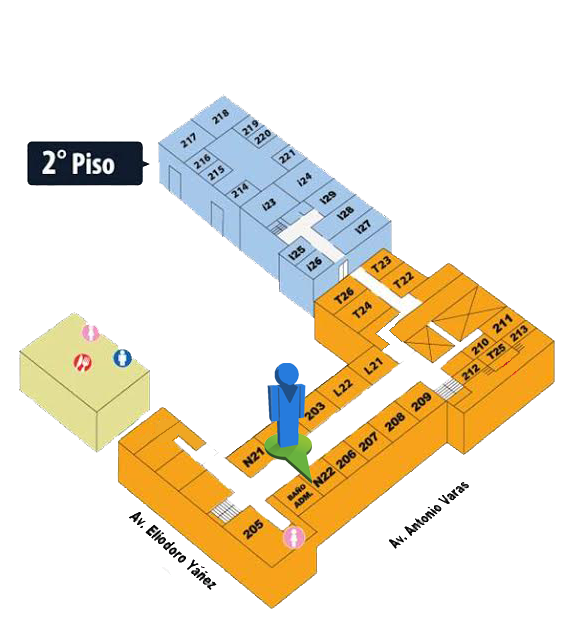 2° Piso
218
217
219
220
221
216
215
214
I24
I23
I29
I28
I27
I25
I26
T23
T22
T26
T24
211
213
210
T25
212
L21
L22
203
N21
209
208
207
206
N22
BAÑO
ADM.
205
Av. Eliodoro Yáñez
Av. Antonio Varas